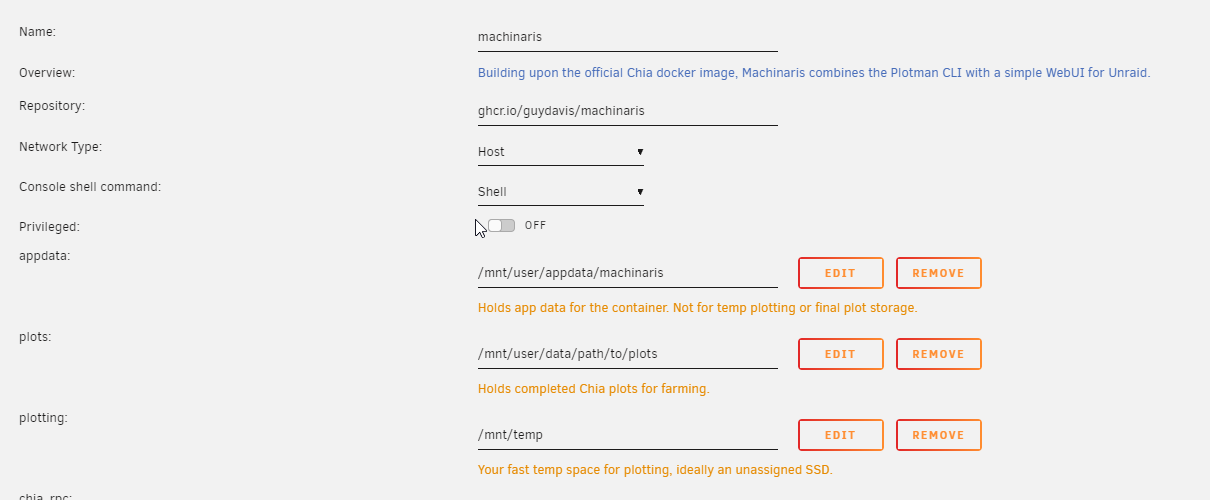 Name:
machinaris
Overview:
Building upon the official Chia docker image, Machinaris combines the Plotman CLI with a simple WebUI for Unraid.
Repository:
ghcr.io/guydavis/machinaris
Network Type:
Host
Console shell command:
Shell
Privileged:
OFF
appdata:
/mnt/user/appdata/machinaris
EDIT
REMOVE
Holds app data for the container. Not for temp plotting or final plot storage.
plots:
/mnt/user/data/path/to/plots
EDIT
REMOVE
Holds completed Chia plots for farming.
plotting:
/mnt/temp
EDIT
REMOVE
Your fast temp space for plotting, ideally an unassigned SSD.
chia_rpc: